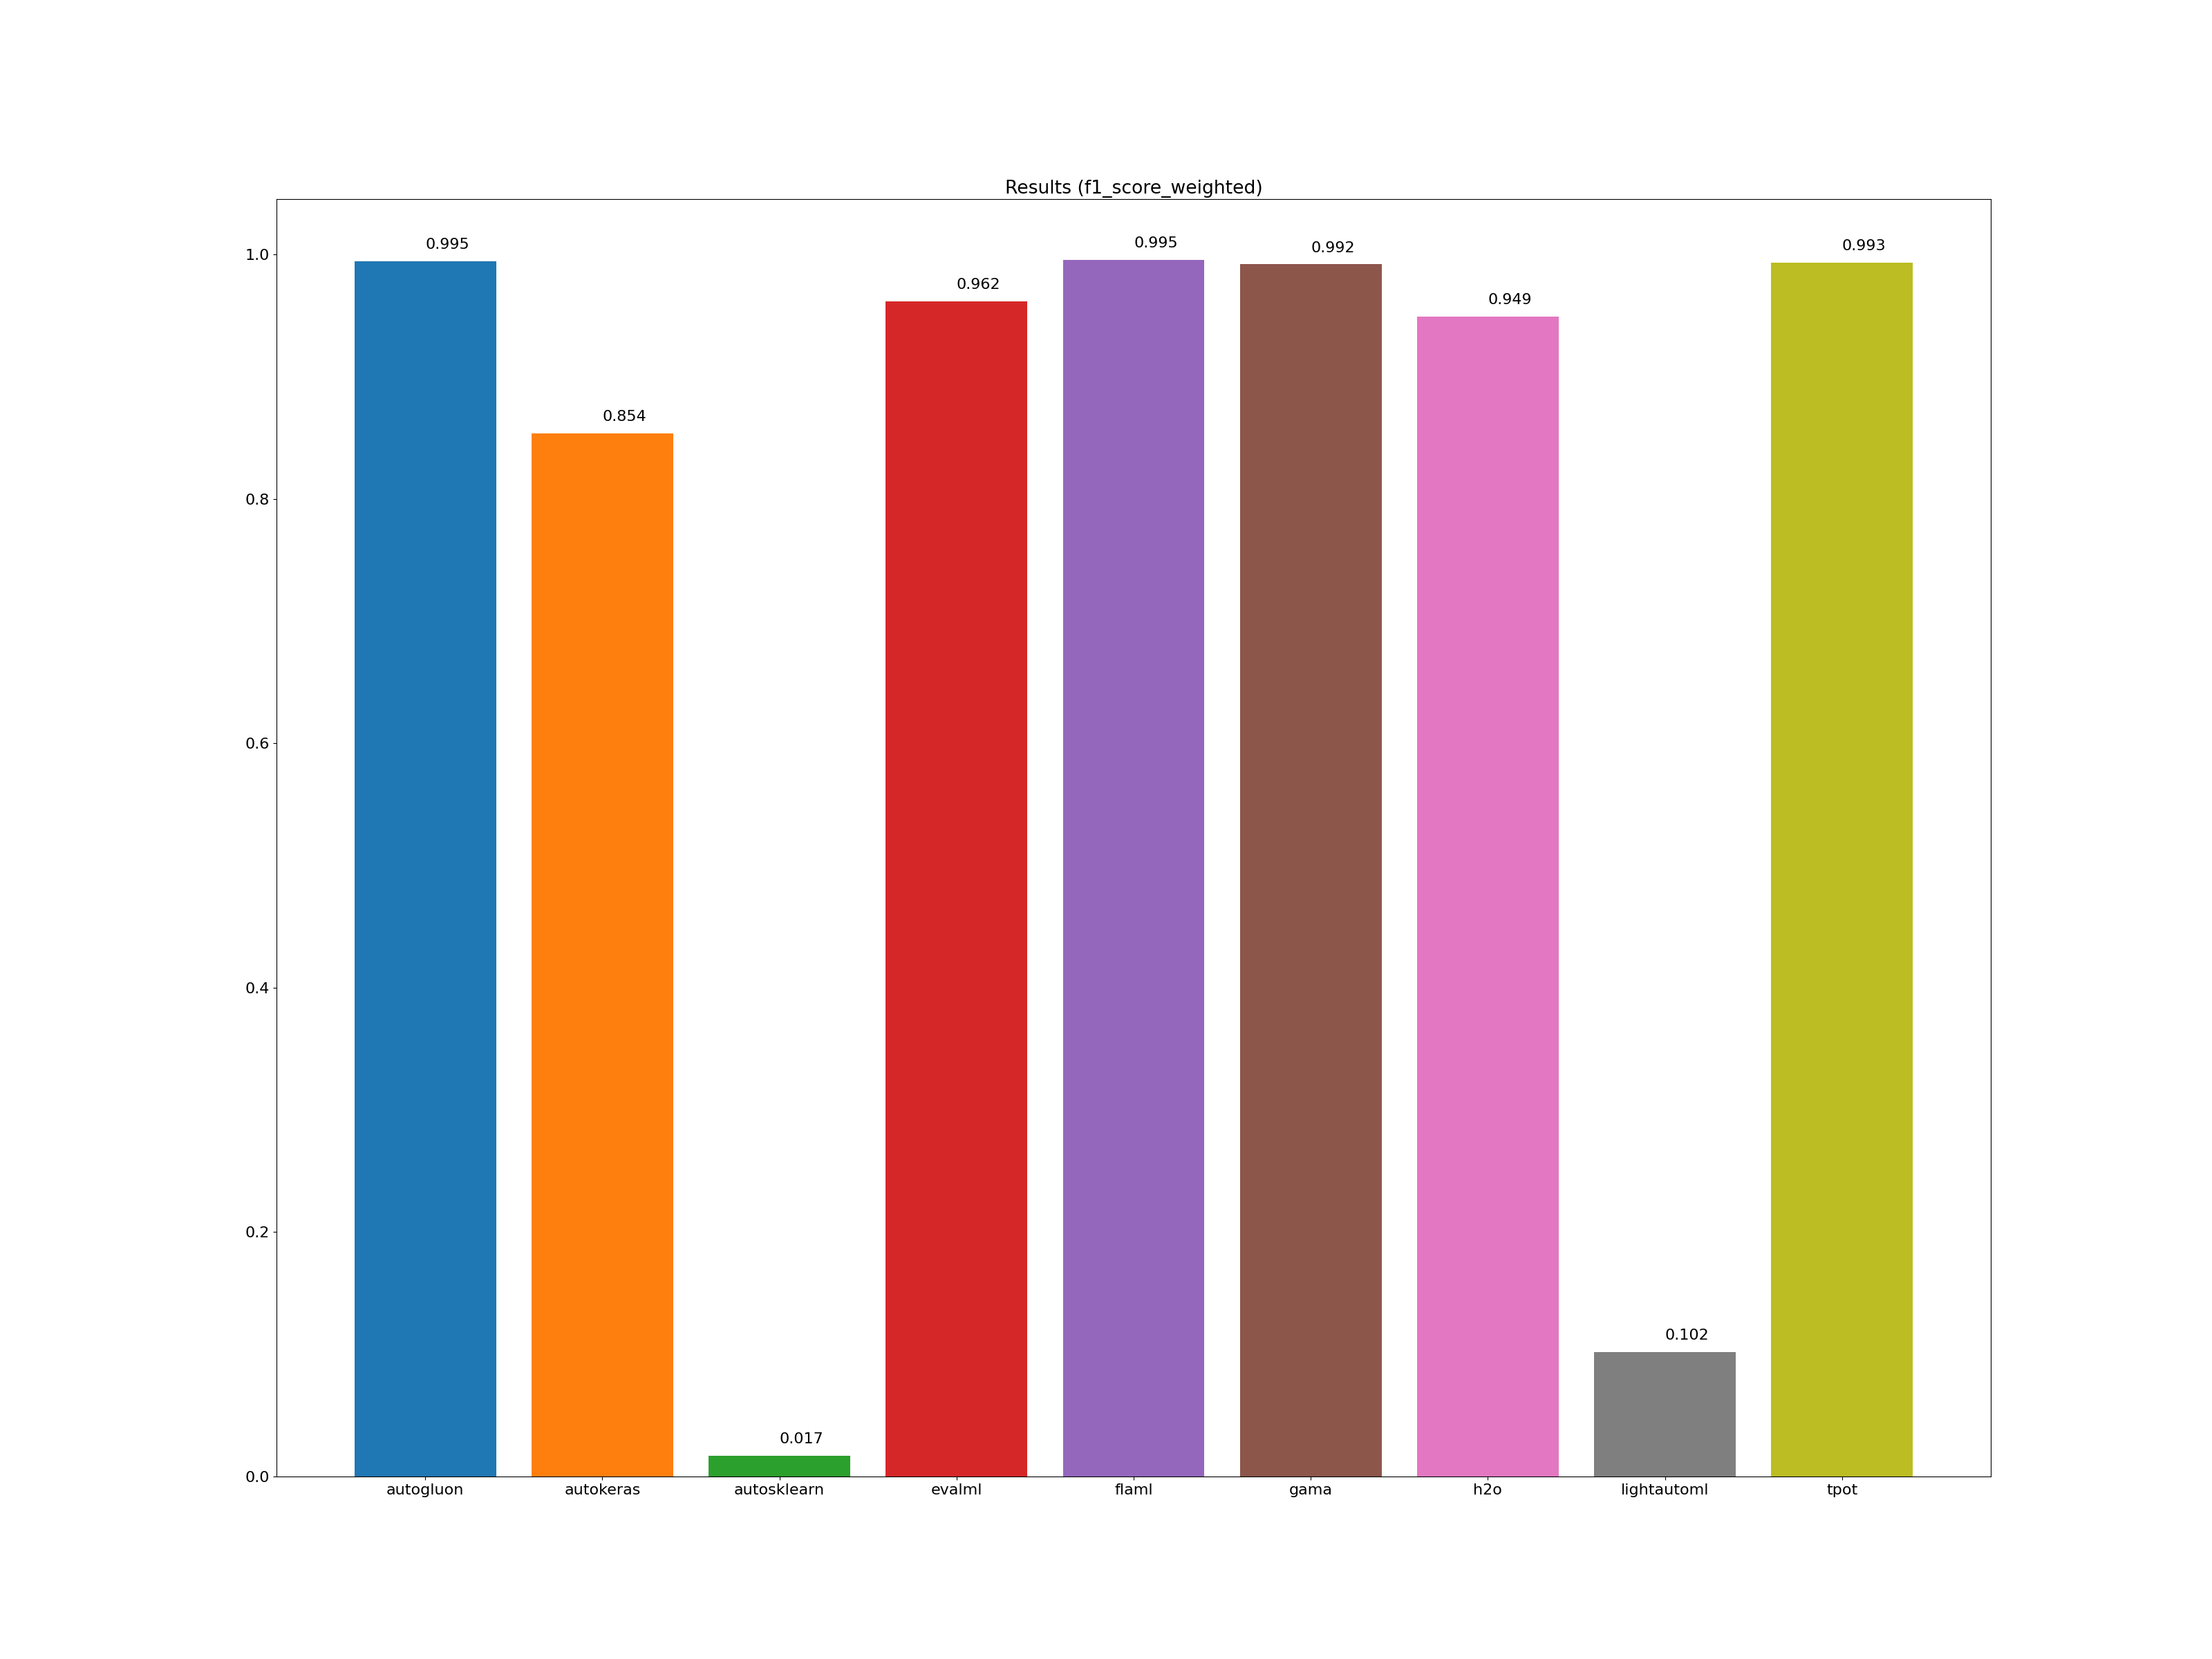 Results (f1_score_weighted)
1.0
0.8
0.6
0.4
0.2
0.0
0.995
0.854
0.017
0.962
0.995
0.992
0.949
0.102
0.993
autogluon
autokeras
autosklearn
evalml
flaml
gama
h2o
lightautoml
tpot